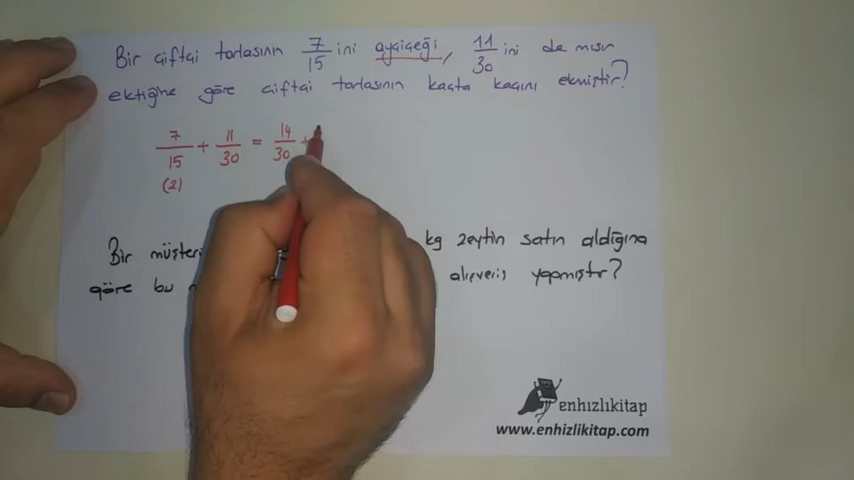 Bir çiftçi tarlasının 7/15 ini ayçiçeği, 11/30 ini de mısır
ektiğine göre çiftçi tarlasının kaçta kaçını ekmiştir?
7/15 + 11/30 = 14/30 +
(2)
Bir müşteri kg zeytin satın aldığına
göre bu alışveriş yapmıştır?
enhizlıkitap
www.enhizlikitap.com